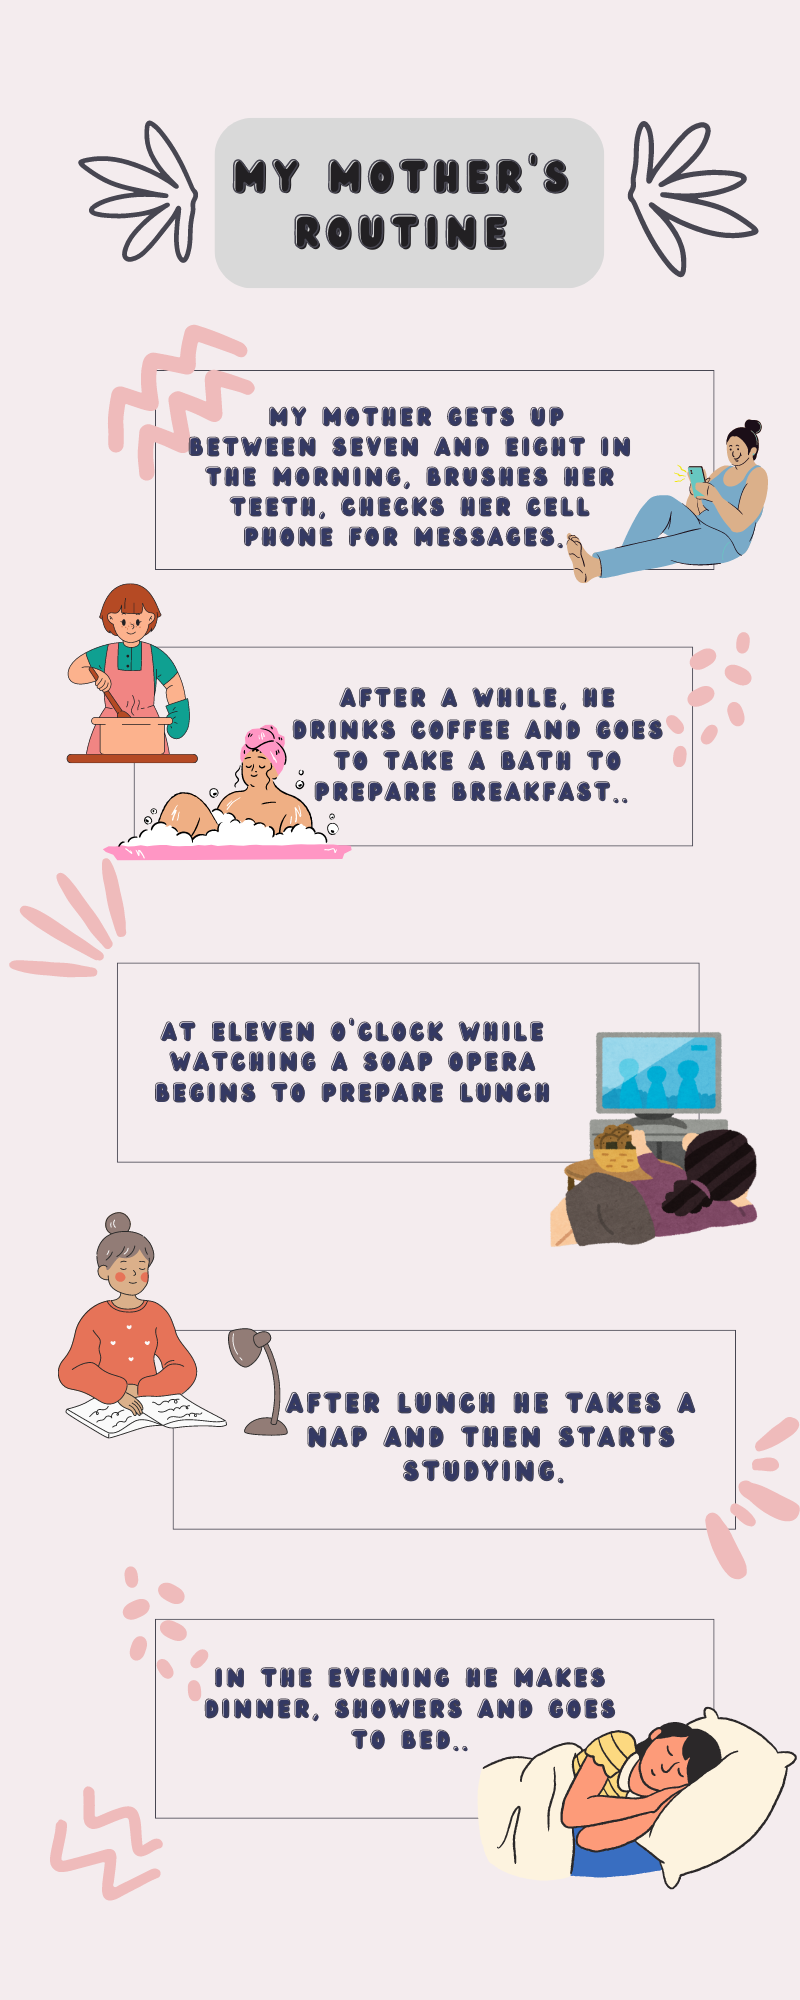 MY MOTHER'S
ROUTINE
MY MOTHER GETS UP
BETWEEN SEVEN AND EIGHT IN
THE MORNING, BRUSHES HER
TEETH, CHECKS HER CELL
PHONE FOR MESSAGES.
AFTER A WHILE, HE
DRINKS COFFEE AND GOES
TO TAKE A BATH TO
PREPARE BREAKFAST..
AT ELEVEN O'CLOCK WHILE
WATCHING A SOAP OPERA
BEGINS TO PREPARE LUNCH
AFTER LUNCH HE TAKES A
NAP AND THEN STARTS
STUDYING.
IN THE EVENING HE MAKES
DINNER, SHOWERS AND GOES
TO BED..